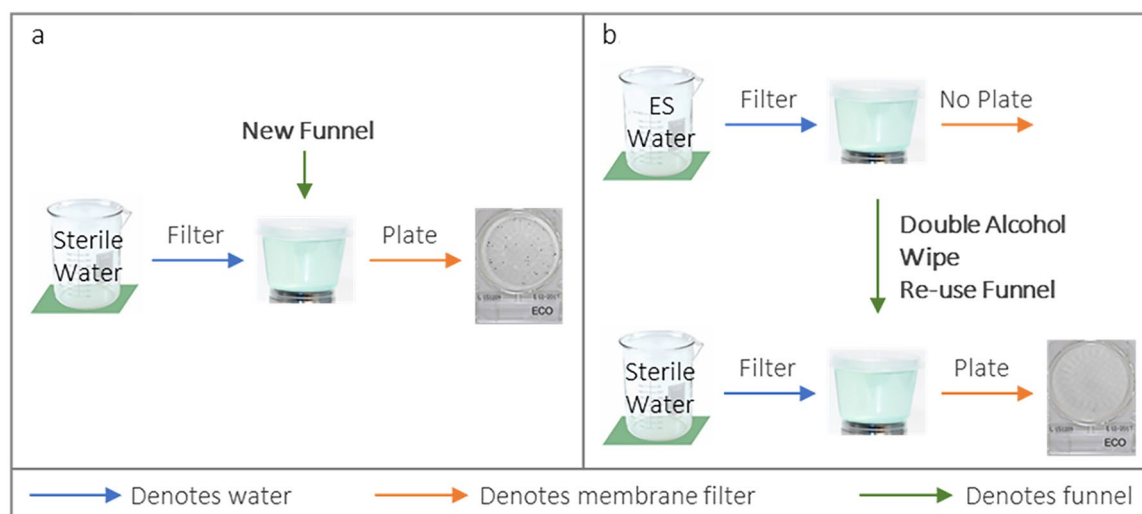 a
New Funnel
Sterile
Water
Filter
Plate
ECO
b
ES
Water
Filter
No Plate
Double Alcohol
Wipe
Re-use Funnel
Sterile
Water
Filter
Plate
ECO
Denotes water
Denotes membrane filter
Denotes funnel